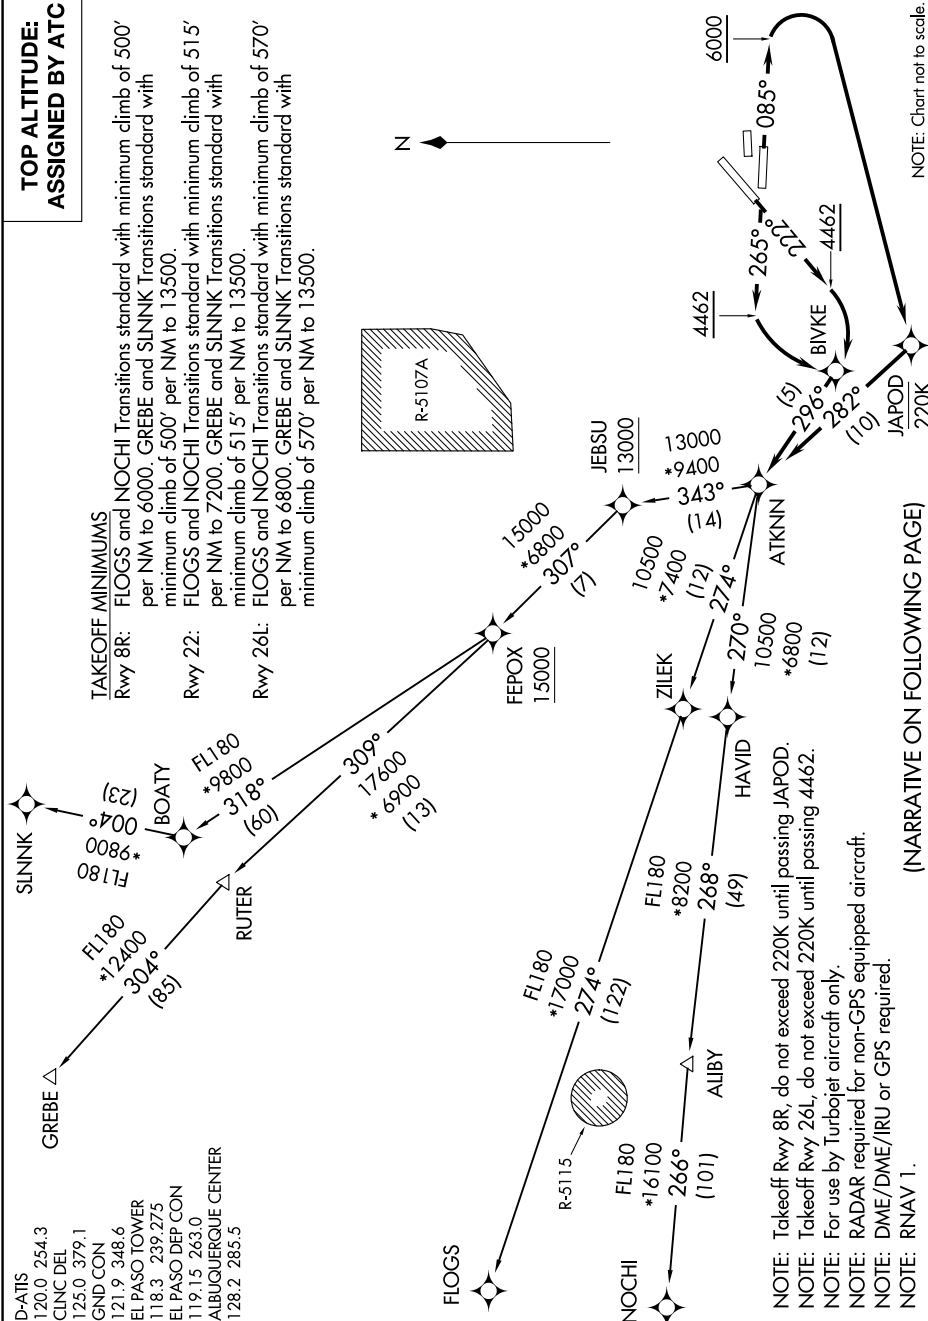 TOP ALTITUDE:
ASSIGNED BY ATC
D-ATIS
120.0 254.3
CLNC DEL
125.0 379.1
GND CON
121.9 348.6
EL PASO TOWER
118.3 239.275
EL PASO DEP CON
119.15 263.0
ALBUQUERQUE CENTER
128.2 285.5
TAKEOFF MINIMUMS
Rwy 8R: FLOGS and NOCHI Transitions standard with minimum climb of 500'
per NM to 6000. GREBE and SLNNK Transitions standard with
minimum climb of 500' per NM to 13500.
Rwy 22: FLOGS and NOCHI Transitions standard with minimum climb of 515'
per NM to 7200. GREBE and SLNNK Transitions standard with
minimum climb of 515' per NM to 13500.
Rwy 26L: FLOGS and NOCHI Transitions standard with minimum climb of 570'
per NM to 6800. GREBE and SLNNK Transitions standard with
minimum climb of 570' per NM to 13500.
SLNNK
FL180
*9800
004°
(23)
BOATY
FL180
*9800
318°
(60)
GREBE
FL180
*12400
304°
(85)
RUTER
309°
17600
* 6900
(13)
FEPOX
15000
15000
*6800
307°
(7)
JEBSU
13000
13000
*9400
343°
(14)
R-5107A
N
ATKNN
10500
*7400
(12)
274°
ZILEK
270°
10500
*6800
(12)
HAVID
FL180
*17000
274°
(122)
FLOGS
FL180
*8200
268°
(49)
ALIBY
R-5115
FL180
*16100
266°
(101)
NOCHI
6000
085°
265°
222°
4462
4462
BIVKE
(5)
296°
282°
(10)
JAPOD
220K
NOTE: Chart not to scale.
NOTE: Takeoff Rwy 8R, do not exceed 220K until passing JAPOD.
NOTE: Takeoff Rwy 26L, do not exceed 220K until passing 4462.
NOTE: For use by Turbojet aircraft only.
NOTE: RADAR required for non-GPS equipped aircraft.
NOTE: DME/DME/IRU or GPS required.
NOTE: RNAV 1.
(NARRATIVE ON FOLLOWING PAGE)